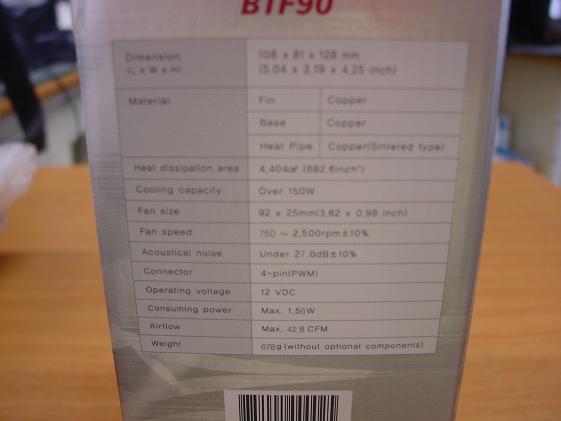 BTF90
Dimension
(L x W x H)
108 x 81 x 128 mm
(5.04 x 3.19 x 4.25 inch)
Material
Fin Copper
Base Copper
Heat Pipe Copper(Sintered type)
Heat dissipation area 4,404㎠ (682.6inch²)
Cooling capacity Over 150W
Fan size 92 x 25mm(3.62 x 0.98 inch)
Fan speed 750 ~ 2,500rpm±10%
Acoustical noise Under 27.0dB±10%
Connector 4-pin(PWM)
Operating voltage 12 VDC
Consuming power Max. 1.56W
Airflow Max. 42.8 CFM
Weight 678g(without optional components)